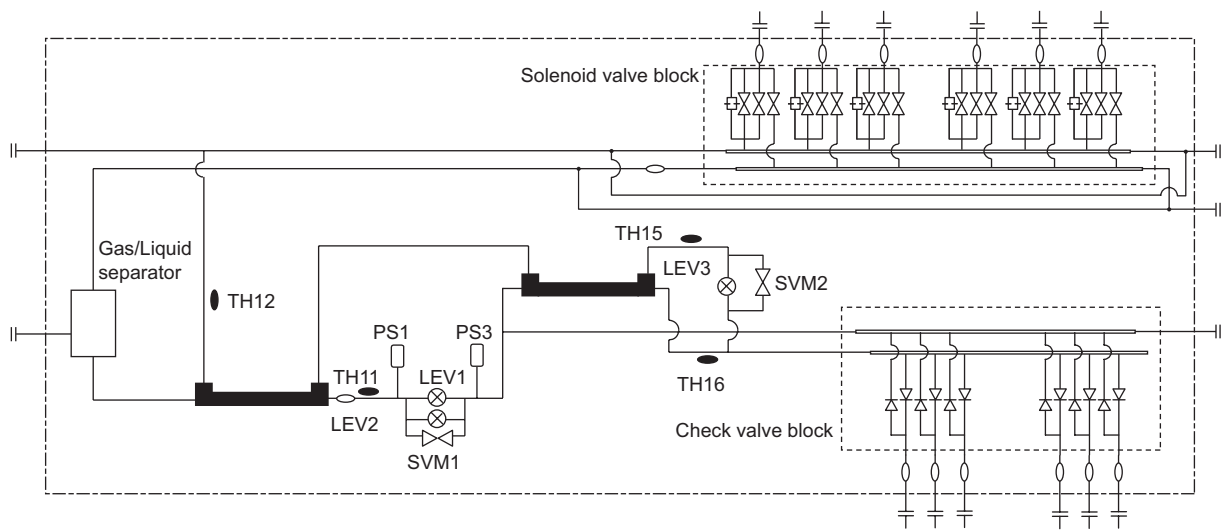 Solenoid valve block
Gas/Liquid
separator
TH15
LEV3
SVM2
TH12
PS1
PS3
TH11
LEV1
TH16
LEV2
Check valve block
SVM1